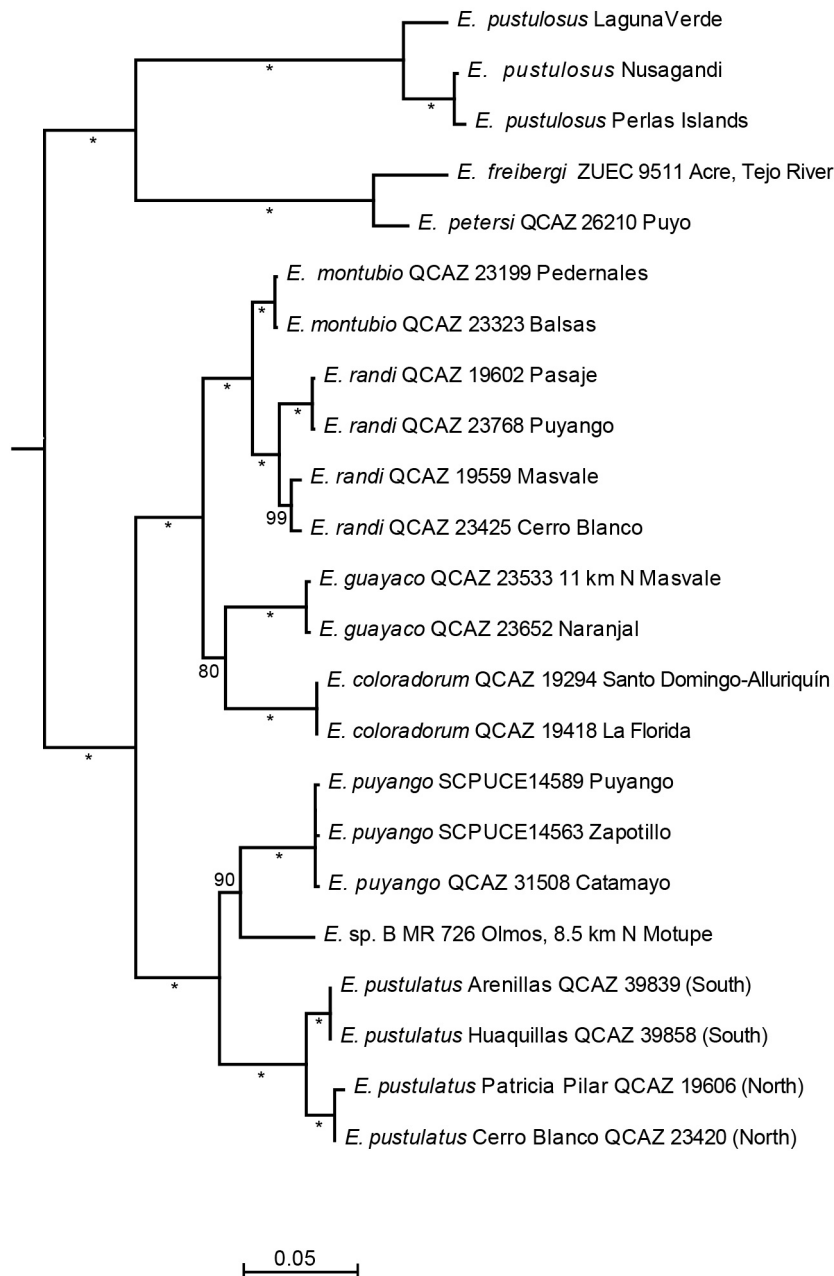 E. pustulosus LagunaVerde
E. pustulosus Nusagandi
*
*
E. pustulosus Perlas Islands
*
E. freibergi ZUEC 9511 Acre, Tejo River
*
E. petersi QCAZ 26210 Puyo
E. montubio QCAZ 23199 Pedernales
*
E. montubio QCAZ 23323 Balsas
E. randi QCAZ 19602 Pasaje
*
*
E. randi QCAZ 23768 Puyango
*
E. randi QCAZ 19559 Masvale
99
E. randi QCAZ 23425 Cerro Blanco
*
E. guayaco QCAZ 23533 11 km N Masvale
*
E. guayaco QCAZ 23652 Naranjal
80
E. coloradorum QCAZ 19294 Santo Domingo-Alluriquín
*
E. coloradorum QCAZ 19418 La Florida
*
E. puyango SCPUCE14589 Puyango
E. puyango SCPUCE14563 Zapotillo
*
90
E. puyango QCAZ 31508 Catamayo
E. sp. B MR 726 Olmos, 8.5 km N Motupe
*
E. pustulatus Arenillas QCAZ 39839 (South)
*
E. pustulatus Huaquillas QCAZ 39858 (South)
*
E. pustulatus Patricia Pilar QCAZ 19606 (North)
*
E. pustulatus Cerro Blanco QCAZ 23420 (North)
0.05